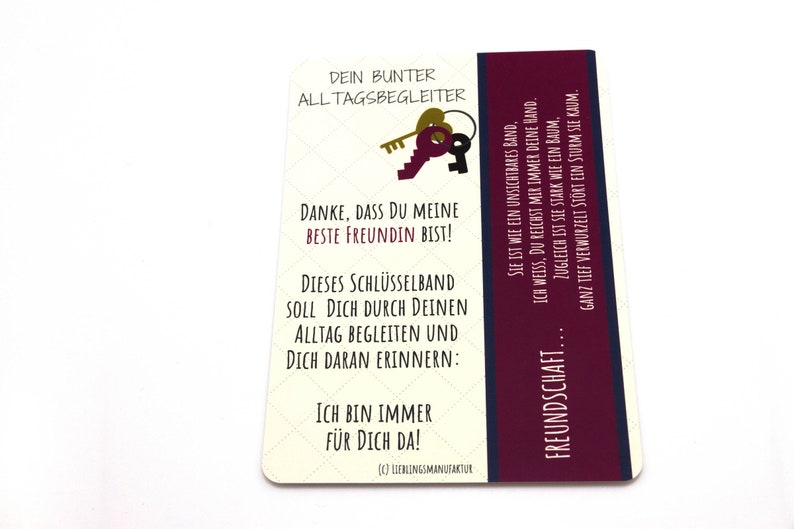 DEIN BUNTER
ALLTAGSBEGLEITER
DANKE, DASS DU MEINE
BESTE FREUNDIN BIST!
DIESES SCHLÜSSELBAND
SOLL DICH DURCH DEINEN
ALLTAG BEGLEITEN UND
DICH DARAN ERINNERN:
ICH BIN IMMER
FÜR DICH DA!
(C) LIEBLINGSMANUFAKTUR
FREUNDSCHAFT....
SIE IST WIE EIN UNSICHTBARES BAND,
ICH WEISS, DU REICHST MIR IMMER DEINE HAND.
ZUGLEICH IST SIE STARK WIE EIN BAUM,
GANZ TIEF VERWURZELT STÖRT EIN STURM SIE KAUM.